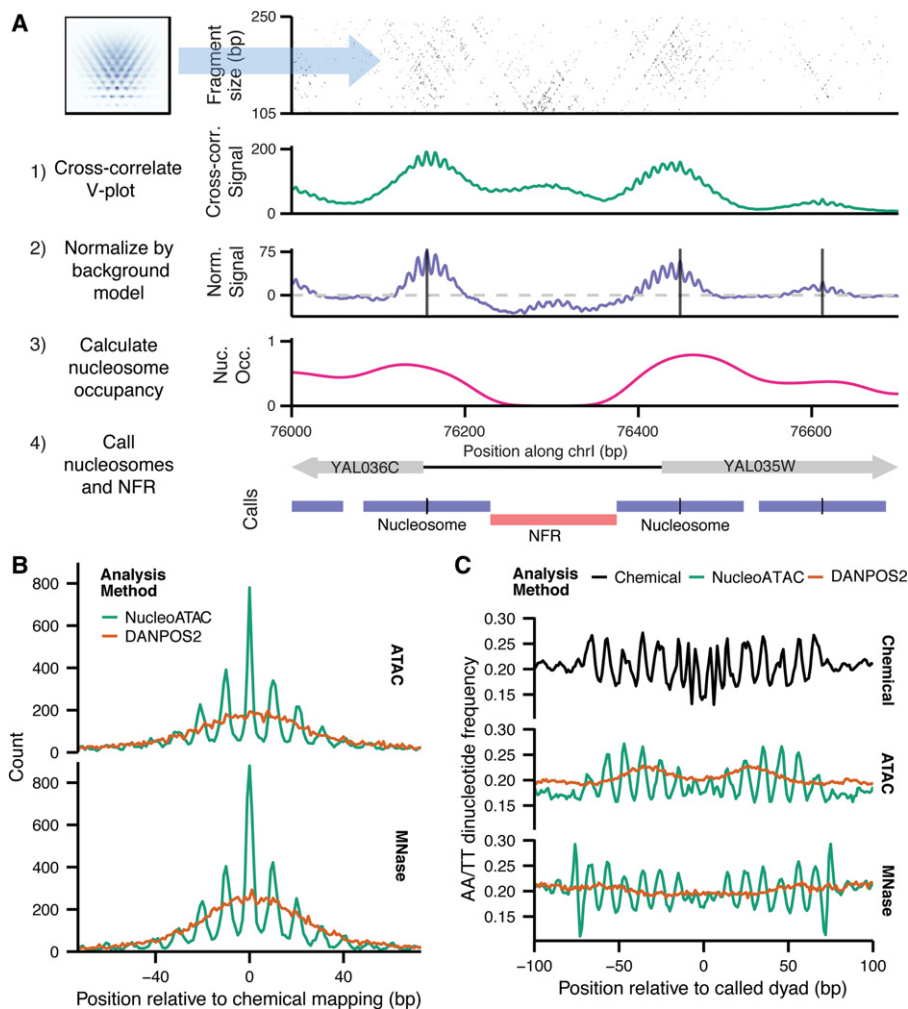 A
250
Fragment
size (bp)
105
1) Cross-correlate
V-plot
200
Cross-corr.
Signal
0
2) Normalize by
background
model
75
Norm.
Signal
0
3) Calculate
nucleosome
occupancy
1
Nuc.
Occ.
0
76000 76200 76400 76600
Position along chrI (bp)
4) Call
nucleosomes
and NFR
YAL036C YAL035W
Calls
Nucleosome NFR Nucleosome
B
Analysis
Method
NucleoATAC
DANPOS2
800
600
400
200
0
ATAC
Count
800
600
400
200
0
MNase
−40 0 40
Position relative to chemical mapping (bp)
C
Analysis
Method
Chemical NucleoATAC DANPOS2
0.30
0.25
0.20
0.15
Chemical
AA/TT dinucleotide frequency
0.30
0.25
0.20
0.15
ATAC
0.30
0.25
0.20
0.15
MNase
−100 −50 0 50 100
Position relative to called dyad (bp)